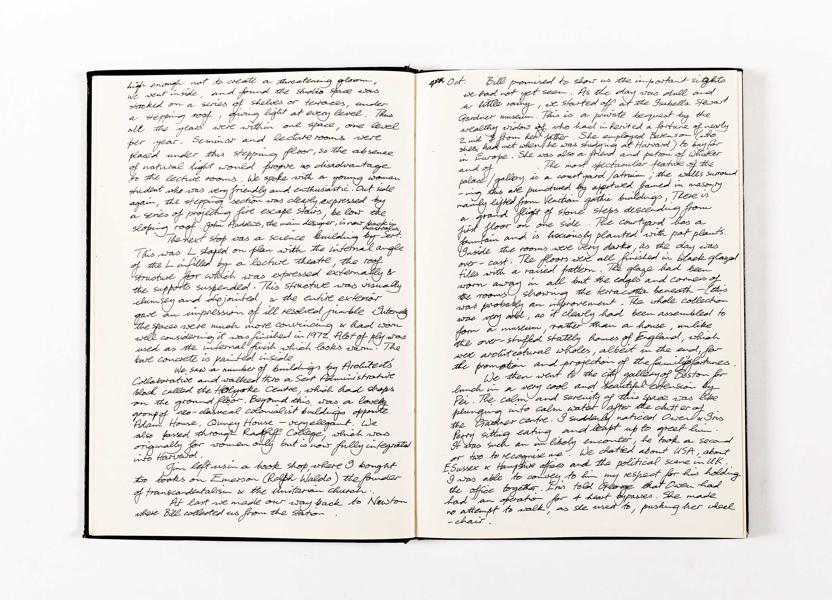 high enough not to create a threatening gloom.
We went inside, and found the studio space was
stacked on a series of shelves or terraces, under
a stepping roof, giving light at every level. Thus
all the years were within one space, one level
per year. Seminar and lecture rooms were
placed under this stepping floor, so the absence
of natural light would prove no disadvantage
to the lecture rooms. We spoke with a young women
student who was very friendly and enthusiastic. Out side
again, the stepping section was clearly expressed by
a series of projecting fire escape stairs, below the
sloping roof. John Andrews, the main designer, is now back in
Australia.
The next stop was a science building by Sert.
This was L shaped on plan with the internal angle
of the L infilled by a lecture theatre, the roof
structure for which was expressed externally &
the supports suspended. This structure was visually
clumsey and disjointed, & the entire exterior
gave an impression of ill resolved jumble. Internally
the spaces were much more convincing & had worn
well considering it was finished in 1972. A lot of ply was
used as the internal finish which looks warm. The
bare concrete is painted inside.
We saw a number of buildings by Architects
Collaborative and walked thro a Sert Administrative
block called the Holyoke Centre, which had shops
on the ground floor. Beyond this was a lovely
group of neo-classical colonialist buildings opposite
Adam House, Quincy House - very elegant. We
also passed through Radcliff College, which was
originally for women only but is now fully integrated
into Harvard.
Jim left us in a book shop where I bought
two books on Emerson (Ralph Waldo) the founder
of transcendentalism & the Unitarian church.
At last we made our way back to Newton
where Bill collected us from the station.
4th Oct. Bill promised to show us the important sights
we had not yet seen. As the day was dull and
a little rainy, we started off at the Isabella Stewart
Gardner museum. This is a private bequest by the
wealthy widow of who had inherited a fortune of nearly
2 mill $ from her father. She employed Berenson (who
she had met when he was studying at Harvard) to buy for
in Europe. She was also a friend and patron of Whistler
and of . The most spectacular feature of the
palace/gallery is a court yard/atrium; the walls surround
-ing this are punctured by apertures framed in masonry
mainly lifted from Venetian gothic buildings, There is
a grand flight of stone steps descending from
first floor on one side. The courtyard has a
fountain and is luxuriously planted with pot plants.
Inside the rooms were very dark, as the day was
over-cast. The floors were all finished in black glazed
tiles with a raised pattern. The glaze had been
worn away in all but the edges and corners of
the rooms, showing the terracotta beneath - (this
was probably an improvement. The whole collection
was very odd, as it clearly had been assembled to
form a museum, rather than a house, unlike
the over stuffed stately homes of England, which
were architectural wholes, albeit in the end, for
the promotion and projection of the family fortunes.
We then went to the city gallery of Boston for
lunch in a very cool and beautiful extension by
Pei. The calm and serenity of this space was like
plunging into calm water after the clutter of
the Gardner centre. I suddenly noticed Owen & Iris
Perry sitting eating and leapt up to greet him.
It was such an unlikely encounter, he took a second
or two to recognise me. We chatted about USA, about
E Sussex & Hampshire offices and the political scene in UK.
I was able to convey to him my respect for his holding
the office together. Iris told George that Owen had
had an operation for 4 heart bypasses. She made
no attempt to walk, as she used to, pushing her wheel
-chair.